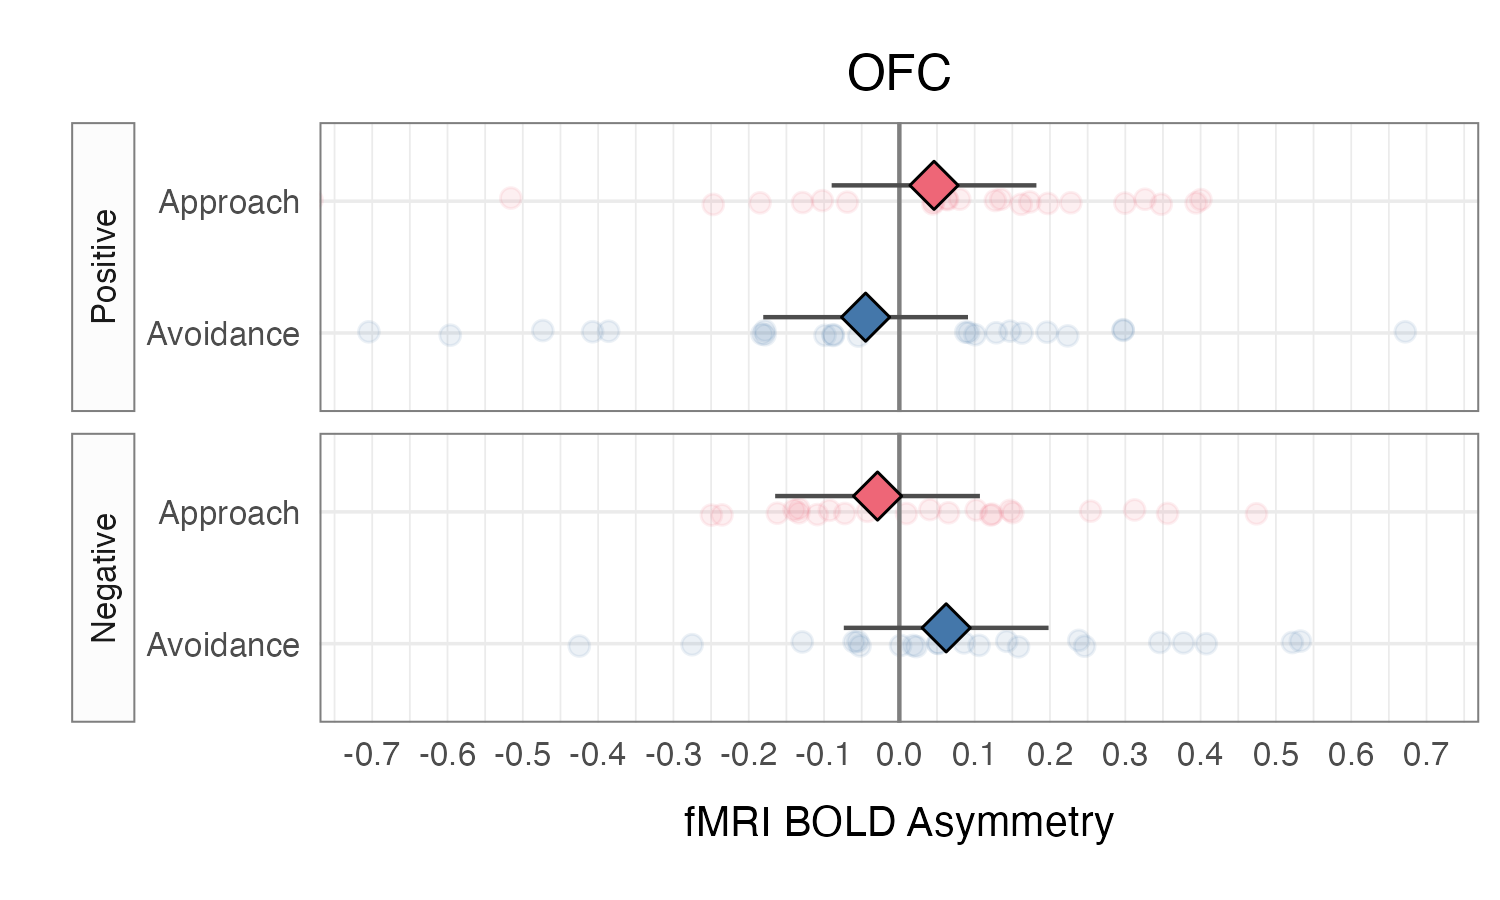 OFC
Positive
Approach
Avoidance
Negative
Approach
Avoidance
-0.7 -0.6 -0.5 -0.4 -0.3 -0.2 -0.1 0.0 0.1 0.2 0.3 0.4 0.5 0.6 0.7
fMRI BOLD Asymmetry